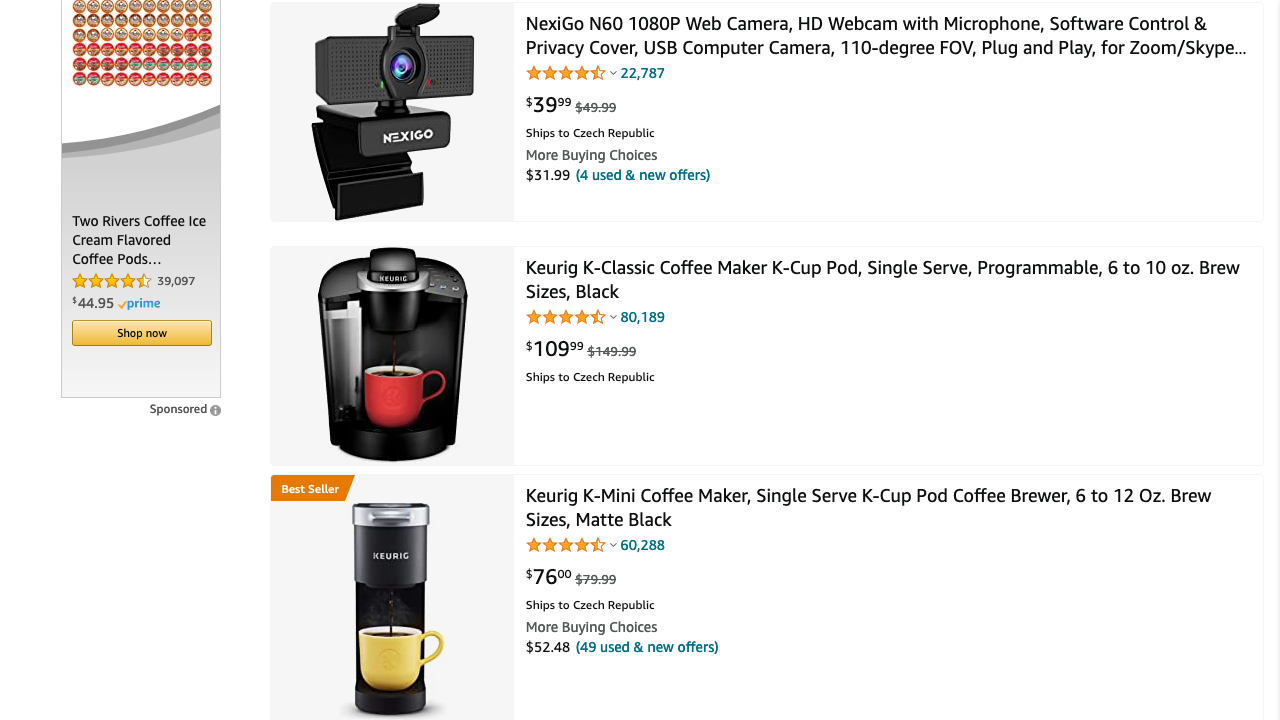 Two Rivers Coffee Ice
Cream Flavored
Coffee Pods…
39,097
$44.95 prime
Shop now
Sponsored
NEXIGO
NexiGo N60 1080P Web Camera, HD Webcam with Microphone, Software Control &
Privacy Cover, USB Computer Camera, 110-degree FOV, Plug and Play, for Zoom/Skype...
22,787
$39.99 $49.99
Ships to Czech Republic
More Buying Choices
$31.99 (4 used & new offers)
KEURIG
Keurig K-Classic Coffee Maker K-Cup Pod, Single Serve, Programmable, 6 to 10 oz. Brew
Sizes, Black
80,189
$109.99 $149.99
Ships to Czech Republic
Best Seller
KEURIG
Keurig K-Mini Coffee Maker, Single Serve K-Cup Pod Coffee Brewer, 6 to 12 Oz. Brew
Sizes, Matte Black
60,288
$76.00 $79.99
Ships to Czech Republic
More Buying Choices
$52.48 (49 used & new offers)